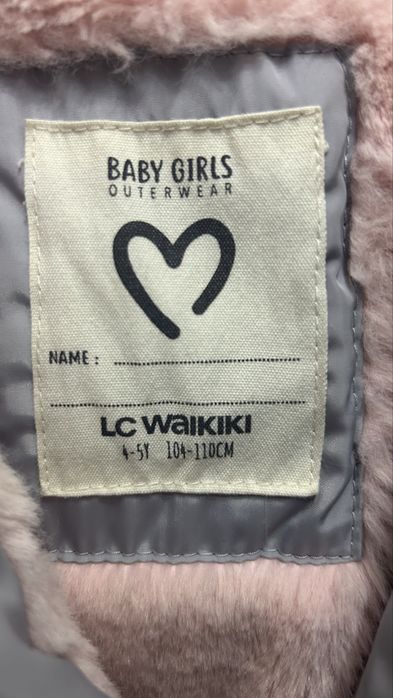 BABY GIRLS
OUTERWEAR
NAME :
LC WAIKIKI
4-5Y 104-110CM